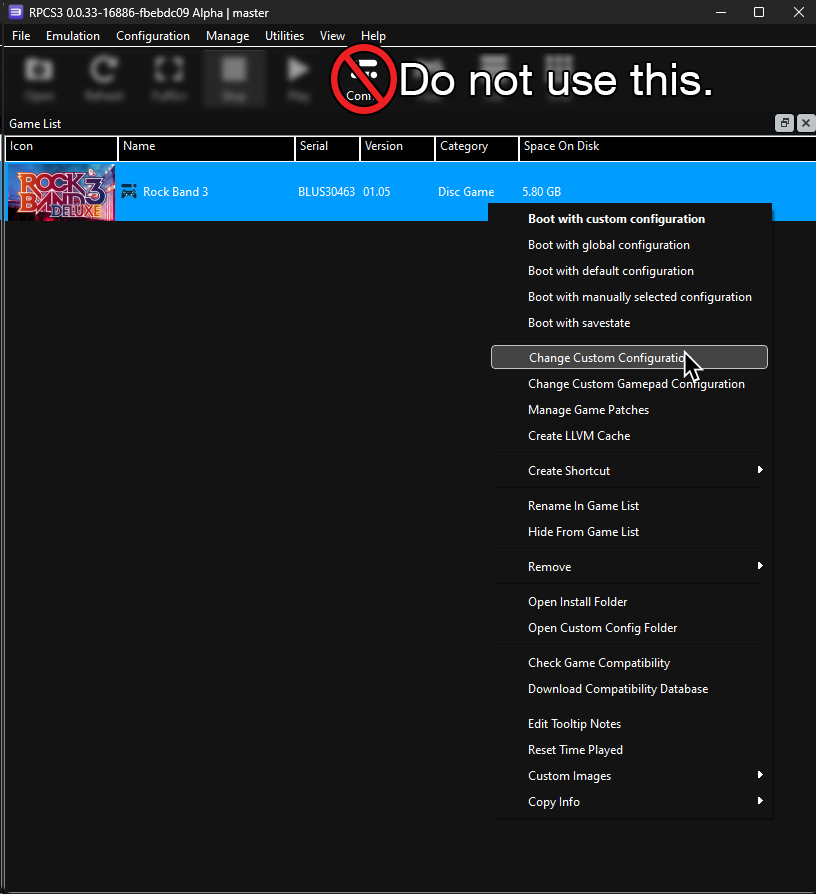 RPCS3 0.0.33-16886-fbebdc09 Alpha | master
File Emulation Configuration Manage Utilities View Help
Open Refresh FullScr Stop Play Con
Do not use this.
Game List
Icon Name Serial Version Category Space On Disk
ROCK BAND 3 DELUXE
Rock Band 3 BLUS30463 01.05 Disc Game 5.80 GB
Boot with custom configuration
Boot with global configuration
Boot with default configuration
Boot with manually selected configuration
Boot with savestate
Change Custom Configuratio
Change Custom Gamepad Configuration
Manage Game Patches
Create LLVM Cache
Create Shortcut
Rename In Game List
Hide From Game List
Remove
Open Install Folder
Open Custom Config Folder
Check Game Compatibility
Download Compatibility Database
Edit Tooltip Notes
Reset Time Played
Custom Images
Copy Info